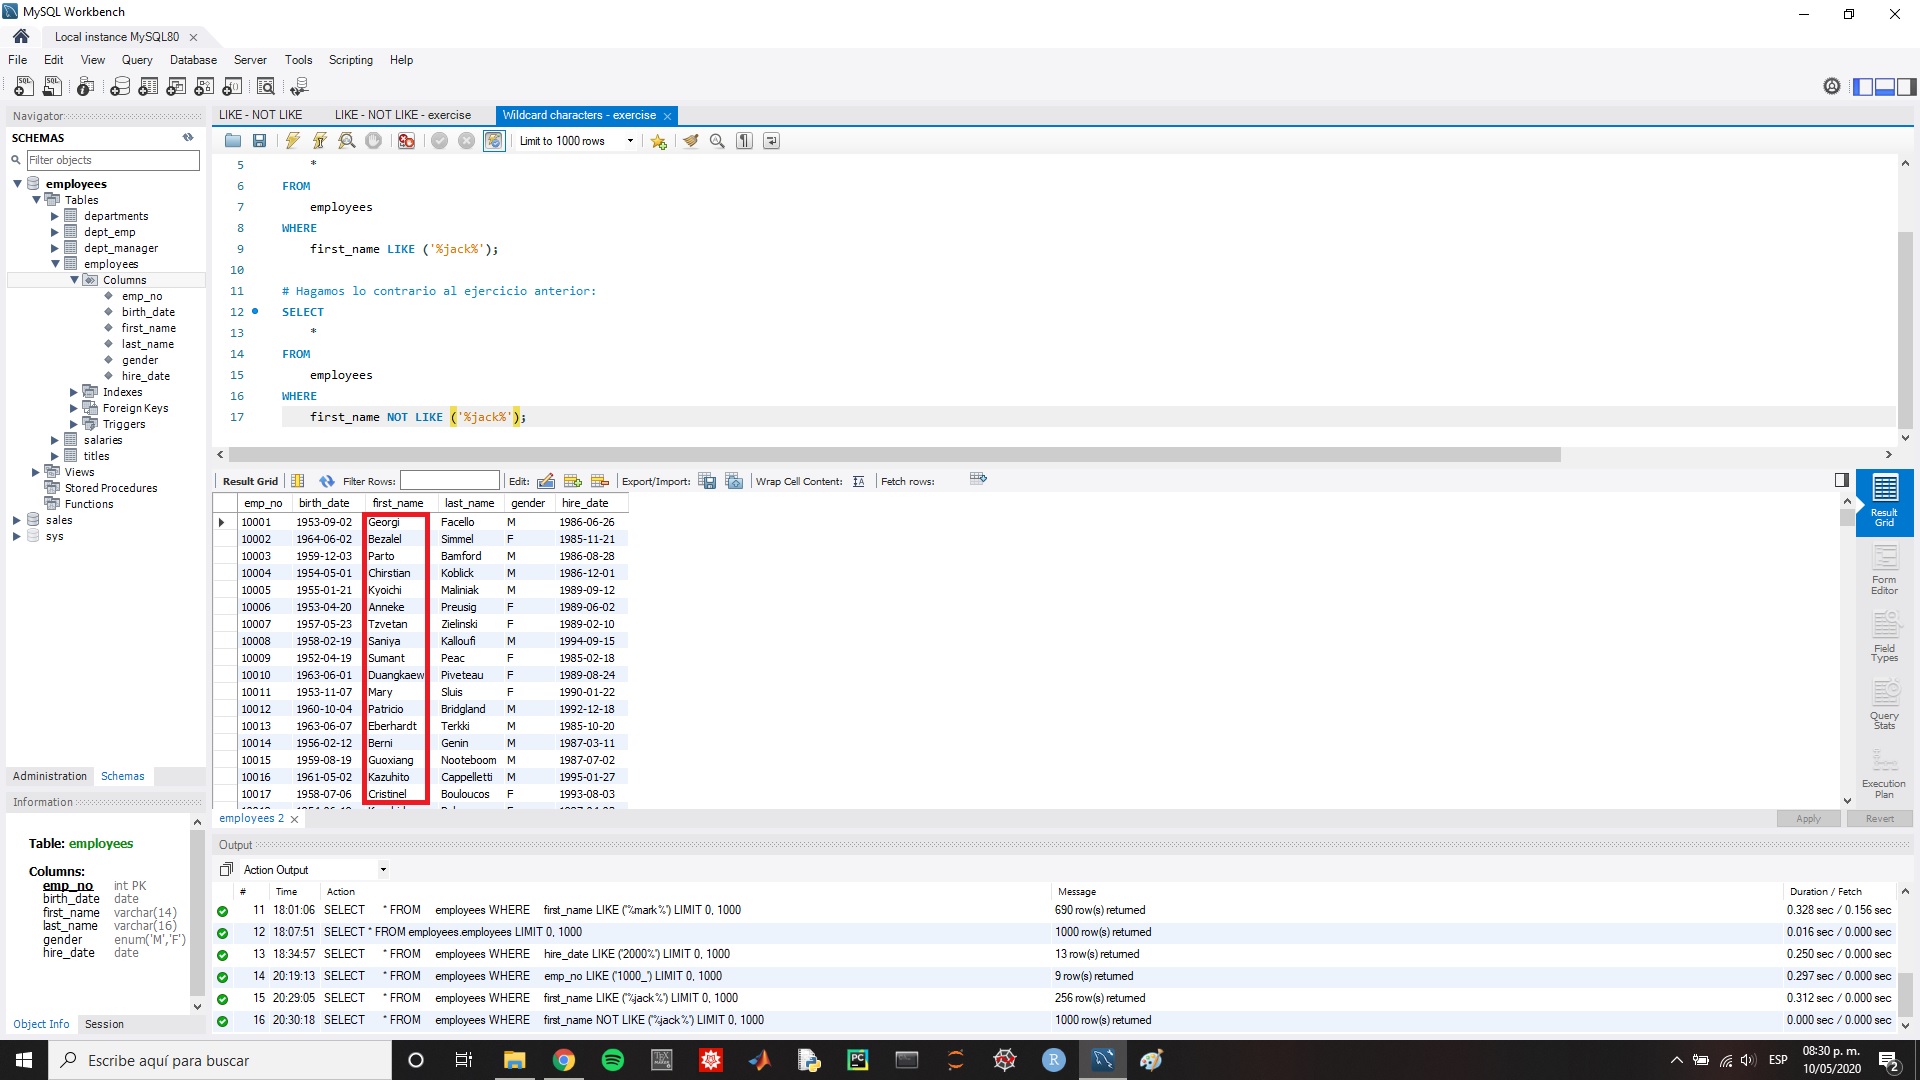 MySQL Workbench
Local instance MySQL80
File Edit View Query Database Server Tools Scripting Help
Navigator
SCHEMAS
Filter objects
employees
Tables
departments
dept_emp
dept_manager
employees
Columns
emp_no
birth_date
first_name
last_name
gender
hire_date
Indexes
Foreign Keys
Triggers
salaries
titles
Views
Stored Procedures
Functions
sales
sys
Administration Schemas
Information
Table: employees
Columns:
emp_no int PK
birth_date date
first_name varchar(14)
last_name varchar(16)
gender enum('M','F')
hire_date date
Object Info Session
LIKE - NOT LIKE LIKE - NOT LIKE - exercise Wildcard characters - exercise
Limit to 1000 rows
5 *
6 FROM
7 employees
8 WHERE
9 first_name LIKE ('%jack%');
10
11 # Hagamos lo contrario al ejercicio anterior:
12 SELECT
13 *
14 FROM
15 employees
16 WHERE
17 first_name NOT LIKE ('%jack%');
Result Grid Filter Rows: Edit: Export/Import: Wrap Cell Content: Fetch rows:
emp_no birth_date first_name last_name gender hire_date
10001 1953-09-02 Georgi Facello M 1986-06-26
10002 1964-06-02 Bezalel Simmel F 1985-11-21
10003 1959-12-03 Parto Bamford M 1986-08-28
10004 1954-05-01 Chirstian Koblick M 1986-12-01
10005 1955-01-21 Kyoichi Maliniak M 1989-09-12
10006 1953-04-20 Anneke Preusig F 1989-06-02
10007 1957-05-23 Tzvetan Zielinski F 1989-02-10
10008 1958-02-19 Saniya Kalloufi M 1994-09-15
10009 1952-04-19 Sumant Peac F 1985-02-18
10010 1963-06-01 Duangkaew Piveteau F 1989-08-24
10011 1953-11-07 Mary Sluis F 1990-01-22
10012 1960-10-04 Patricio Bridgland M 1992-12-18
10013 1963-06-07 Eberhardt Terkki M 1985-10-20
10014 1956-02-12 Berni Genin M 1987-03-11
10015 1959-08-19 Guoxiang Nooteboom M 1987-07-02
10016 1961-05-02 Kazuhito Cappelletti M 1995-01-27
10017 1958-07-06 Cristinel Bouloucos F 1993-08-03
Result Grid
Form Editor
Field Types
Query Stats
Execution Plan
employees 2
Apply Revert
Output
Action Output
# Time Action Message Duration / Fetch
11 18:01:06 SELECT * FROM employees WHERE first_name LIKE ('%mark%') LIMIT 0, 1000 690 row(s) returned 0.328 sec / 0.156 sec
12 18:07:51 SELECT * FROM employees.employees LIMIT 0, 1000 1000 row(s) returned 0.016 sec / 0.000 sec
13 18:34:57 SELECT * FROM employees WHERE hire_date LIKE ('2000%') LIMIT 0, 1000 13 row(s) returned 0.250 sec / 0.000 sec
14 20:19:13 SELECT * FROM employees WHERE emp_no LIKE ('1000_') LIMIT 0, 1000 9 row(s) returned 0.297 sec / 0.000 sec
15 20:29:05 SELECT * FROM employees WHERE first_name LIKE ('%jack%') LIMIT 0, 1000 256 row(s) returned 0.312 sec / 0.000 sec
16 20:30:18 SELECT * FROM employees WHERE first_name NOT LIKE ('%jack%') LIMIT 0, 1000 1000 row(s) returned 0.000 sec / 0.000 sec
Escribe aquí para buscar
ESP
08:30 p. m.
10/05/2020
2